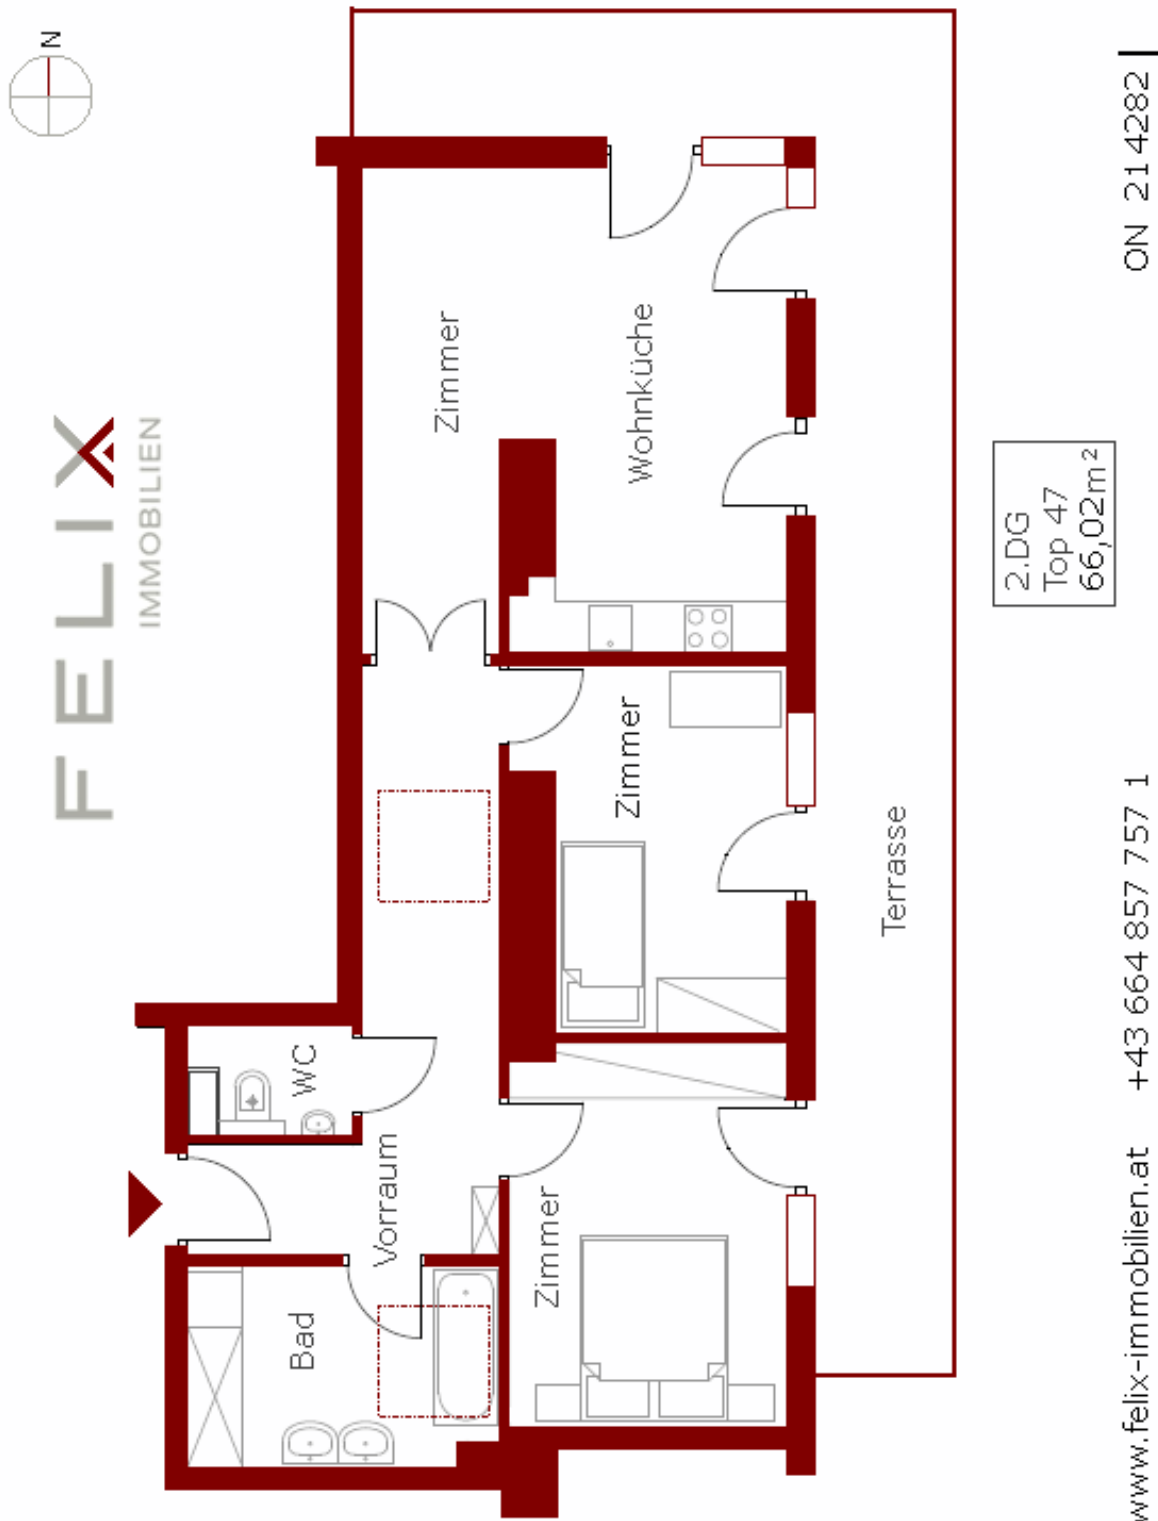 N
FELIX
IMMOBILIEN
Bad
WC
Vorraum
Zimmer
Zimmer
Zimmer
Wohnküche
Terrasse
2.DG
Top 47
66,02m²
www.felix-immobilien.at +43 664 857 757 1 ON 21 4282